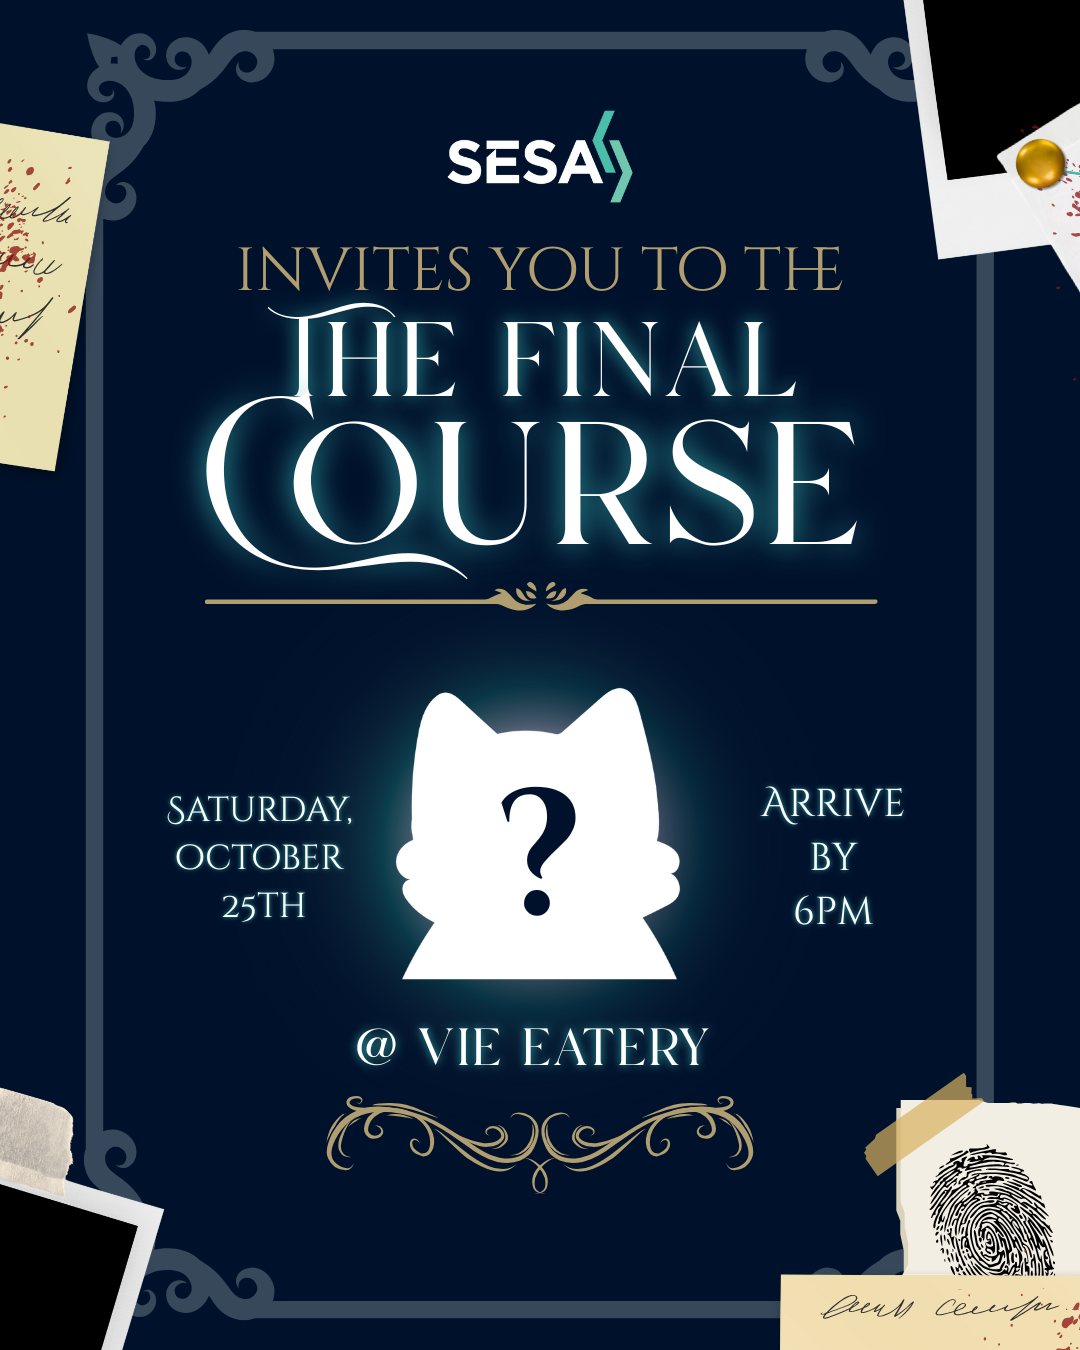 SESA
INVITES YOU TO THE
THE FINAL
COURSE
SATURDAY,
OCTOBER
25TH
?
ARRIVE
BY
6PM
@ VIE EATERY